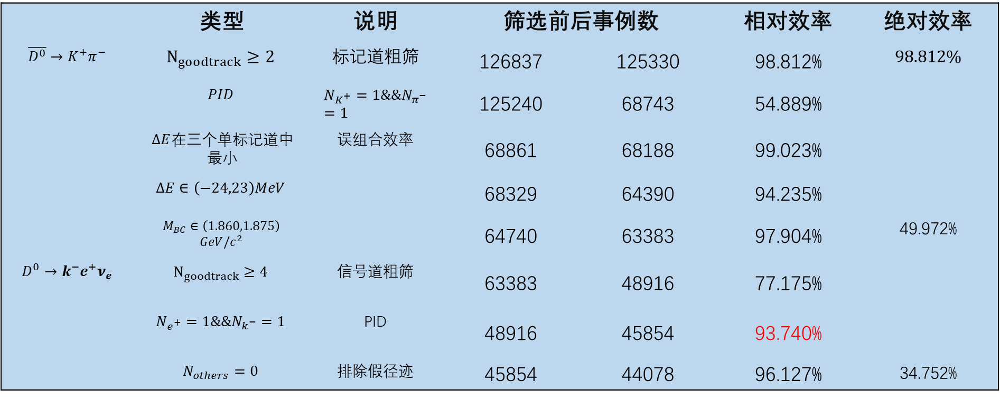 类型 说明 筛选前后事例数 相对效率 绝对效率
$\overline{D^0} \to K^+\pi^-$ $\mathrm{N_{goodtrack}} \geq 2$ 标记道粗筛 126837 125330 98.812% 98.812%
$PID$ $N_{K^+} = 1\&\&N_{\pi^-}$
$= 1$ 125240 68743 54.889%
$\Delta E$在三个单标记道中
最小 误组合效率 68861 68188 99.023%
$\Delta E \in (-24,23)MeV$ 68329 64390 94.235%
$M_{BC} \in (1.860,1.875)$
$GeV/c^2$ 64740 63383 97.904% 49.972%
$D^0 \to k^-e^+\nu_e$ $\mathrm{N_{goodtrack}} \geq 4$ 信号道粗筛 63383 48916 77.175%
$N_{e^+} = 1\&\&N_{k^-} = 1$ PID 48916 45854 93.740%
$N_{others} = 0$ 排除假径迹 45854 44078 96.127% 34.752%